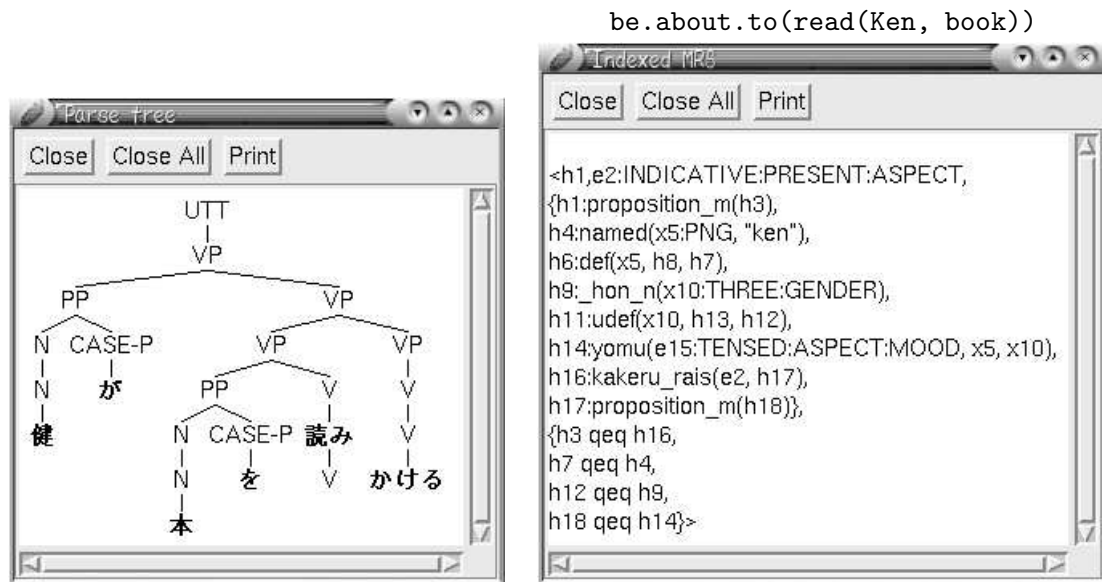 be.about.to(read(Ken, book))
Parse tree
Close Close All Print
UTT
VP
PP VP
N CASE-P VP VP
N が PP V V
健 N CASE-P 読み V
N を V かける
本
Indexed MRS
Close Close All Print
<h1,e2:INDICATIVE:PRESENT:ASPECT,
{h1:proposition_m(h3),
h4:named(x5:PNG, "ken"),
h6:def(x5, h8, h7),
h9:_hon_n(x10:THREE:GENDER),
h11:udef(x10, h13, h12),
h14:yomu(e15:TENSED:ASPECT:MOOD, x5, x10),
h16:kakeru_rais(e2, h17),
h17:proposition_m(h18)},
{h3 qeq h16,
h7 qeq h4,
h12 qeq h9,
h18 qeq h14}>